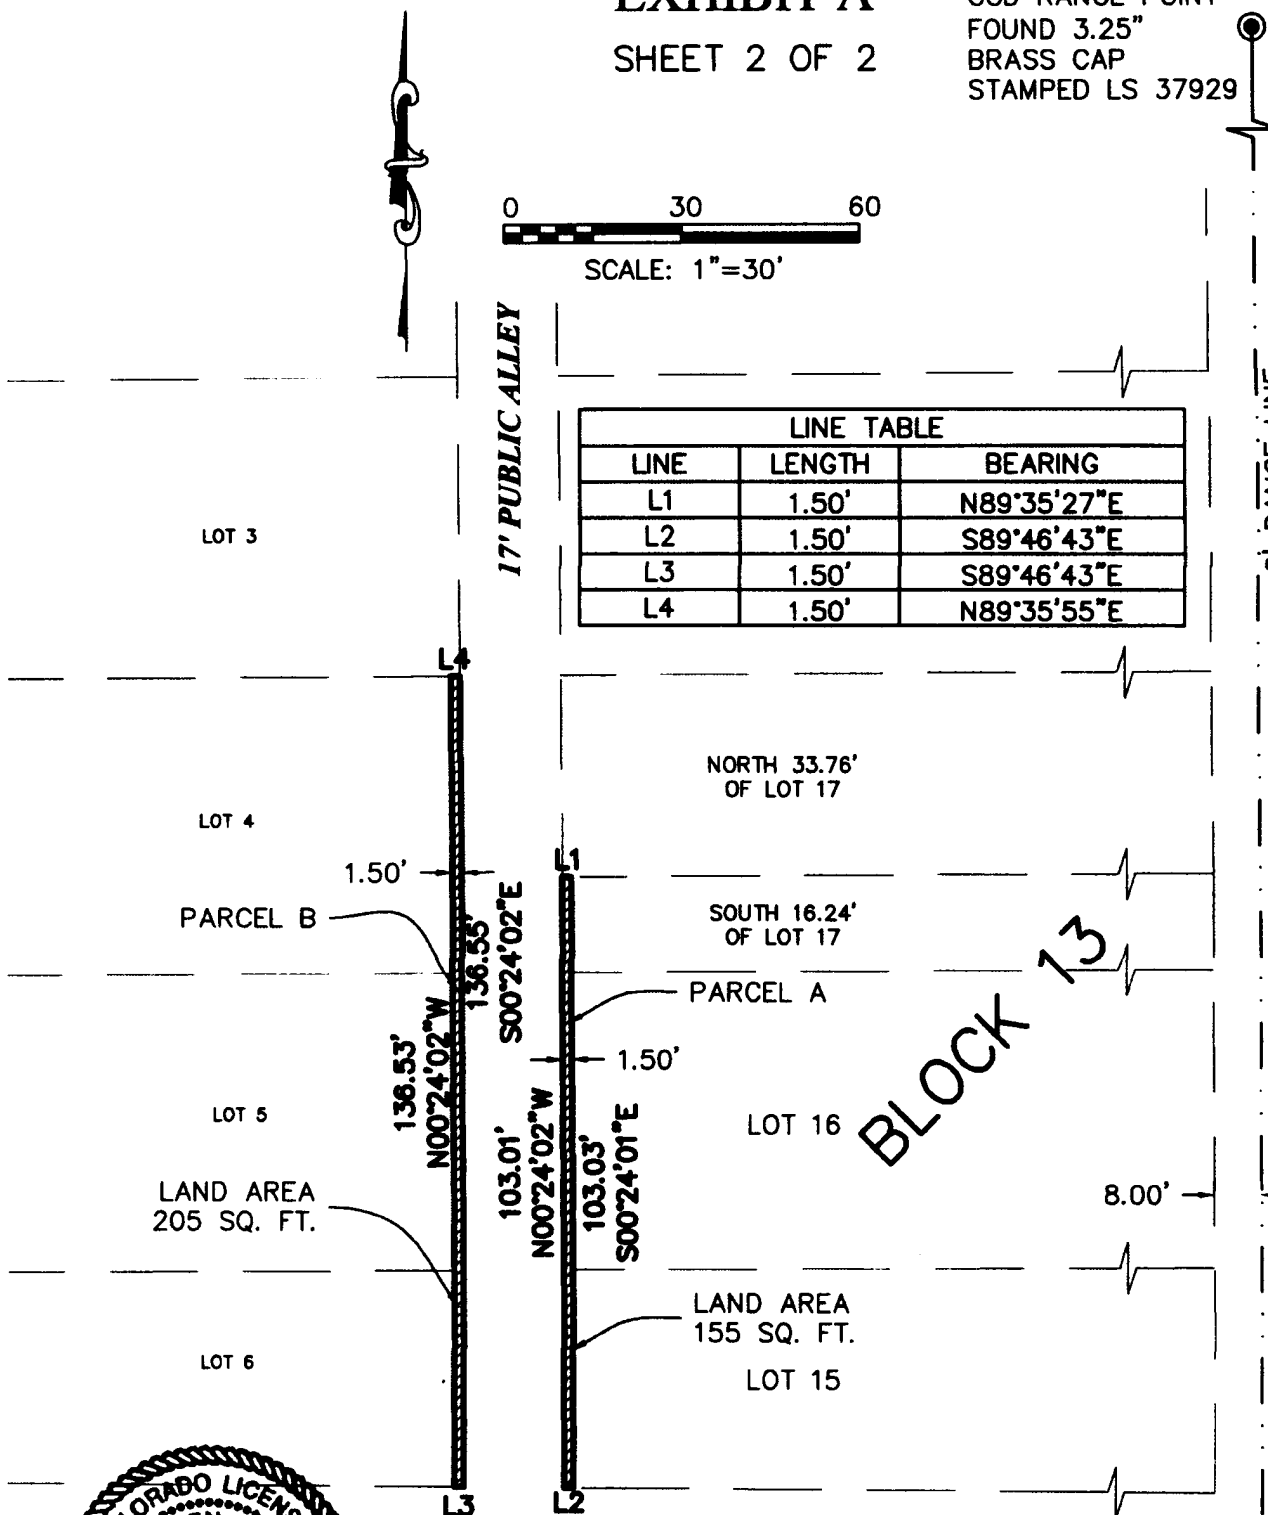 EXHIBIT A
SHEET 2 OF 2
CCD RANGE POINT
FOUND 3.25"
BRASS CAP
STAMPED LS 37929
0 30 60
SCALE: 1"=30'
17' PUBLIC ALLEY
LINE TABLE
LINE LENGTH BEARING
L1 1.50' N89°35'27"E
L2 1.50' S89°46'43"E
L3 1.50' S89°46'43"E
L4 1.50' N89°35'55"E
RANGE LINE
LOT 3
L4
NORTH 33.76'
OF LOT 17
LOT 4
1.50'
L1
PARCEL B
SOUTH 16.24'
OF LOT 17
136.55'
S00°24'02"E
PARCEL A
BLOCK 13
136.53'
N00°24'02"W
1.50'
LOT 5
LOT 16
103.01'
N00°24'02"W
103.03'
S00°24'01"E
LAND AREA
205 SQ. FT.
8.00'
LAND AREA
155 SQ. FT.
LOT 6
LOT 15
L3
L2